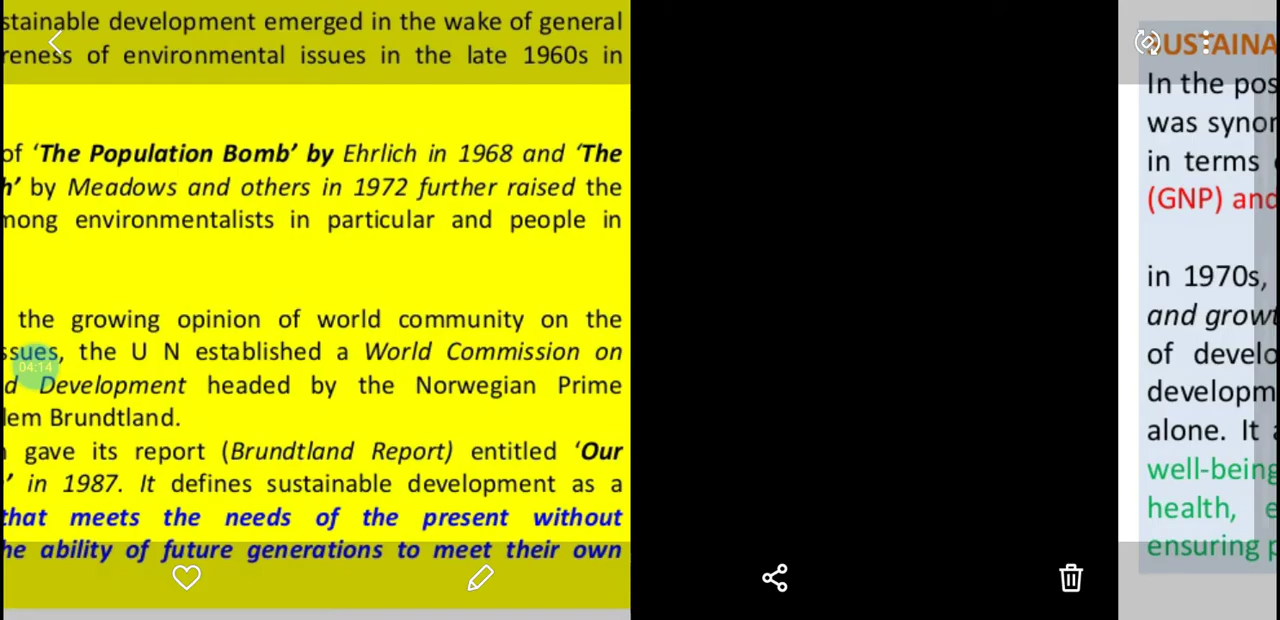 stainable development emerged in the wake of general
reness of environmental issues in the late 1960s in
of ‘The Population Bomb’ by Ehrlich in 1968 and ‘The
h’ by Meadows and others in 1972 further raised the
mong environmentalists in particular and people in
the growing opinion of world community on the
ssues, the U N established a World Commission on
04:14
d Development headed by the Norwegian Prime
lem Brundtland.
gave its report (Brundtland Report) entitled ‘Our
’ in 1987. It defines sustainable development as a
that meets the needs of the present without
he ability of future generations to meet their own
SUSTAINA
In the pos
was synon
in terms
(GNP) and
in 1970s,
and growt
of develo
developm
alone. It a
well-being
health, e
ensuring p